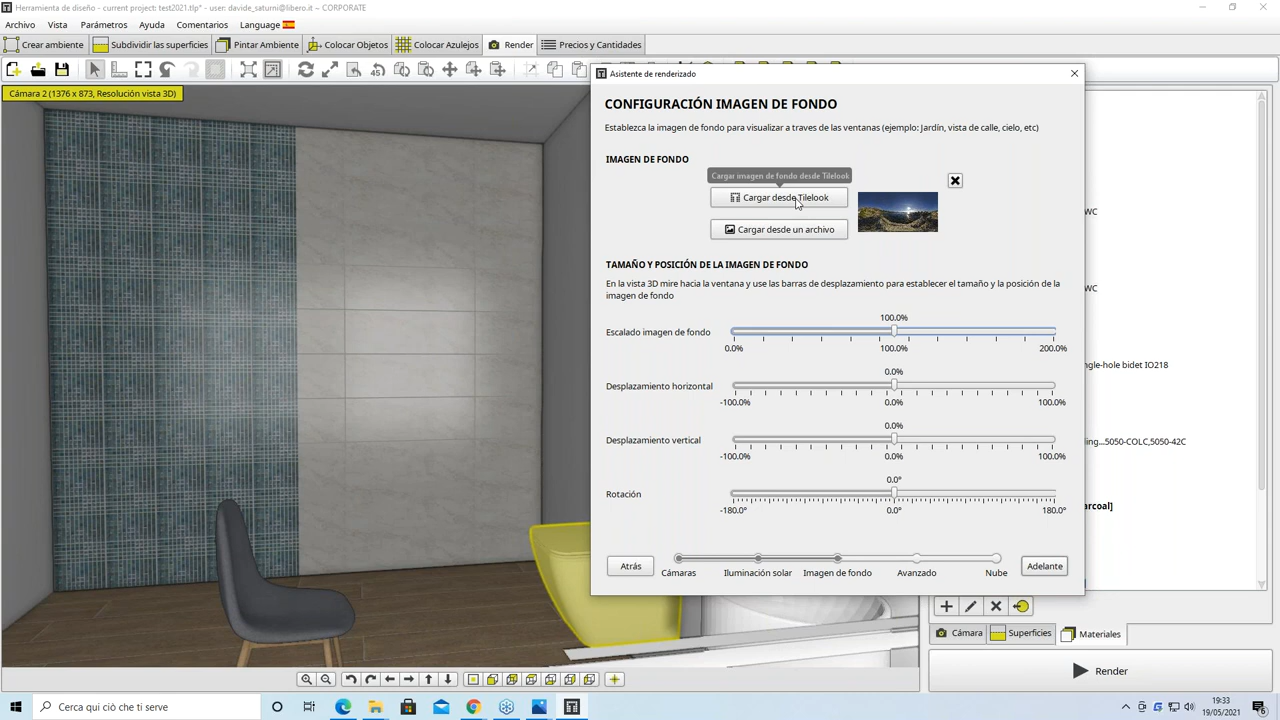 Herramienta de diseño - current project: test2021.tlp* - user: davide_saturni@libero.it -- CORPORATE
Archivo Vista Parámetros Ayuda Comentarios Language
Crear ambiente Subdividir las superficies Pintar Ambiente Colocar Objetos Colocar Azulejos Render Precios y Cantidades
Cámara 2 (1376 x 873, Resolución vista 3D)
Asistente de renderizado
CONFIGURACIÓN IMAGEN DE FONDO
Establezca la imagen de fondo para visualizar a traves de las ventanas (ejemplo: Jardín, vista de calle, cielo, etc)
IMAGEN DE FONDO
Cargar imagen de fondo desde Tilelook
Cargar desde Tilelook
Cargar desde un archivo
TAMAÑO Y POSICIÓN DE LA IMAGEN DE FONDO
En la vista 3D mire hacia la ventana y use las barras de desplazamiento para establecer el tamaño y la posición de la
imagen de fondo
100.0%
Escalado imagen de fondo
0.0% 100.0% 200.0%
0.0%
Desplazamiento horizontal
-100.0% 0.0% 100.0%
0.0%
Desplazamiento vertical
-100.0% 0.0% 100.0%
0.0°
Rotación
-180.0° 0.0° 180.0°
Atrás Adelante
Cámaras Iluminación solar Imagen de fondo Avanzado Nube
WC
WC
ngle-hole bidet IO218
ing...5050-COLC,5050-42C
arcoal]
Cámara Superficies Materiales
Render
Cerca qui ciò che ti serve
19:33
19/05/2021
6